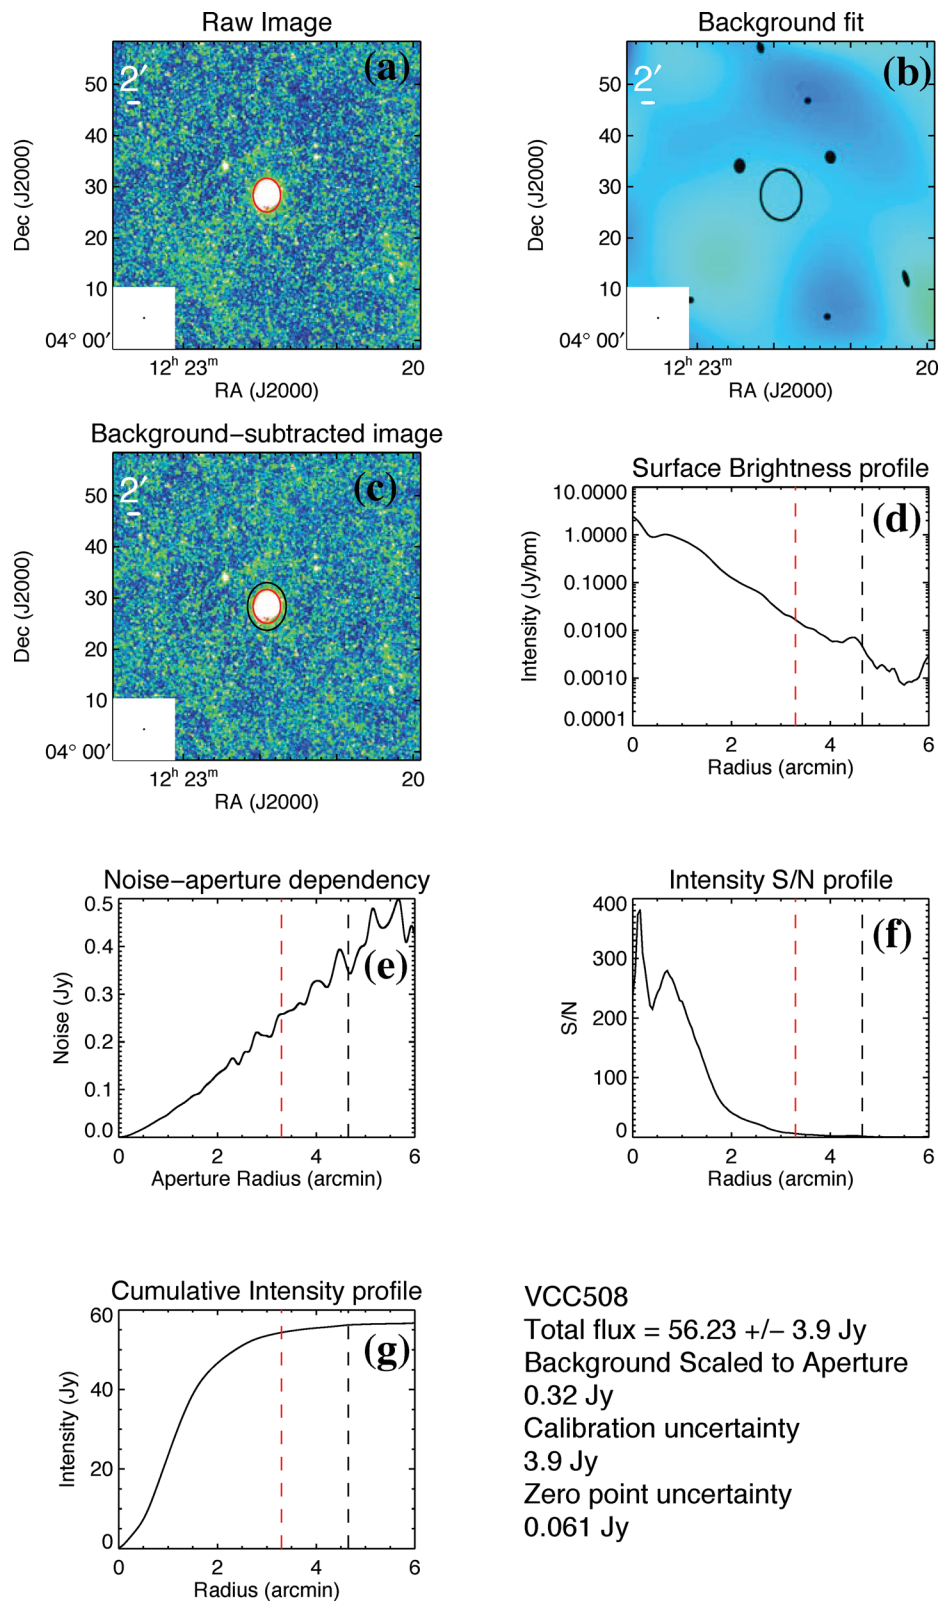 Raw Image
(a)
2′
50
40
30
20
10
04° 00′
Dec (J2000)
12ʰ 23ᵐ
20
RA (J2000)
Background fit
(b)
2′
50
40
30
20
10
04° 00′
Dec (J2000)
12ʰ 23ᵐ
20
RA (J2000)
Background−subtracted image
(c)
2′
50
40
30
20
10
04° 00′
Dec (J2000)
12ʰ 23ᵐ
20
RA (J2000)
Surface Brightness profile
(d)
10.0000
1.0000
0.1000
0.0100
0.0010
0.0001
Intensity (Jy/bm)
0 2 4 6
Radius (arcmin)
Noise−aperture dependency
(e)
0.5
0.4
0.3
0.2
0.1
0.0
Noise (Jy)
0 2 4 6
Aperture Radius (arcmin)
Intensity S/N profile
(f)
400
300
200
100
0
S/N
0 2 4 6
Radius (arcmin)
Cumulative Intensity profile
(g)
60
40
20
0
Intensity (Jy)
0 2 4 6
Radius (arcmin)
VCC508
Total flux = 56.23 +/− 3.9 Jy
Background Scaled to Aperture
0.32 Jy
Calibration uncertainty
3.9 Jy
Zero point uncertainty
0.061 Jy